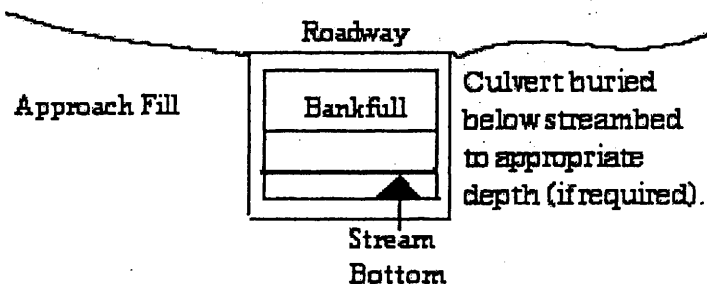 Roadway
Approach Fill
Bankfull
Culvert buried
below streambed
to appropriate
depth (if required).
Stream
Bottom